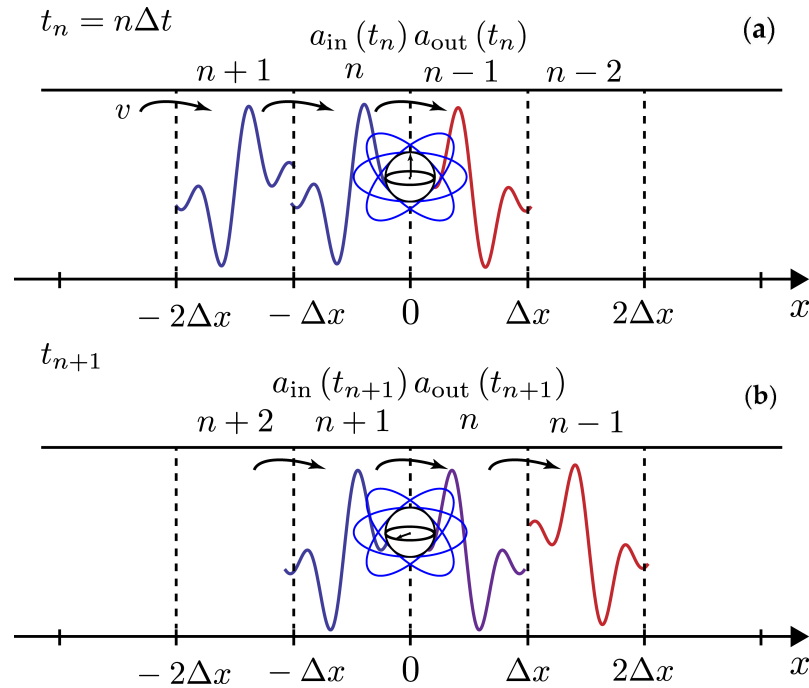 t_n = nΔt
a_in (t_n) a_out (t_n)
(a)
n + 1 n n − 1 n − 2
v
− 2Δx − Δx 0 Δx 2Δx x
t_{n+1}
a_in (t_{n+1}) a_out (t_{n+1})
(b)
n + 2 n + 1 n n − 1
− 2Δx − Δx 0 Δx 2Δx x